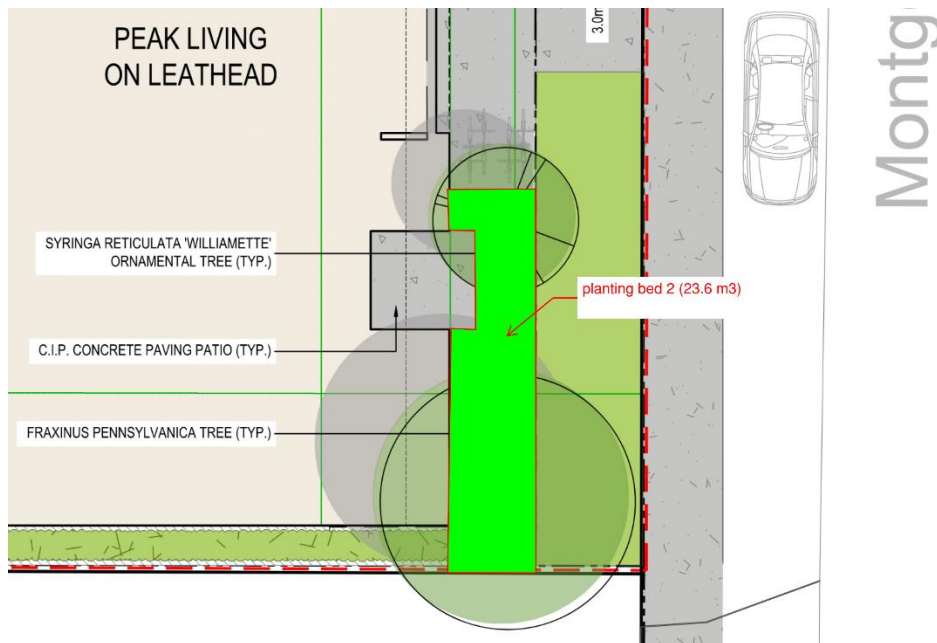 PEAK LIVING
ON LEATHEAD
3.0m
Montg
SYRINGA RETICULATA 'WILLIAMETTE'
ORNAMENTAL TREE (TYP.)
planting bed 2 (23.6 m3)
C.I.P. CONCRETE PAVING PATIO (TYP.)
FRAXINUS PENNSYLVANICA TREE (TYP.)